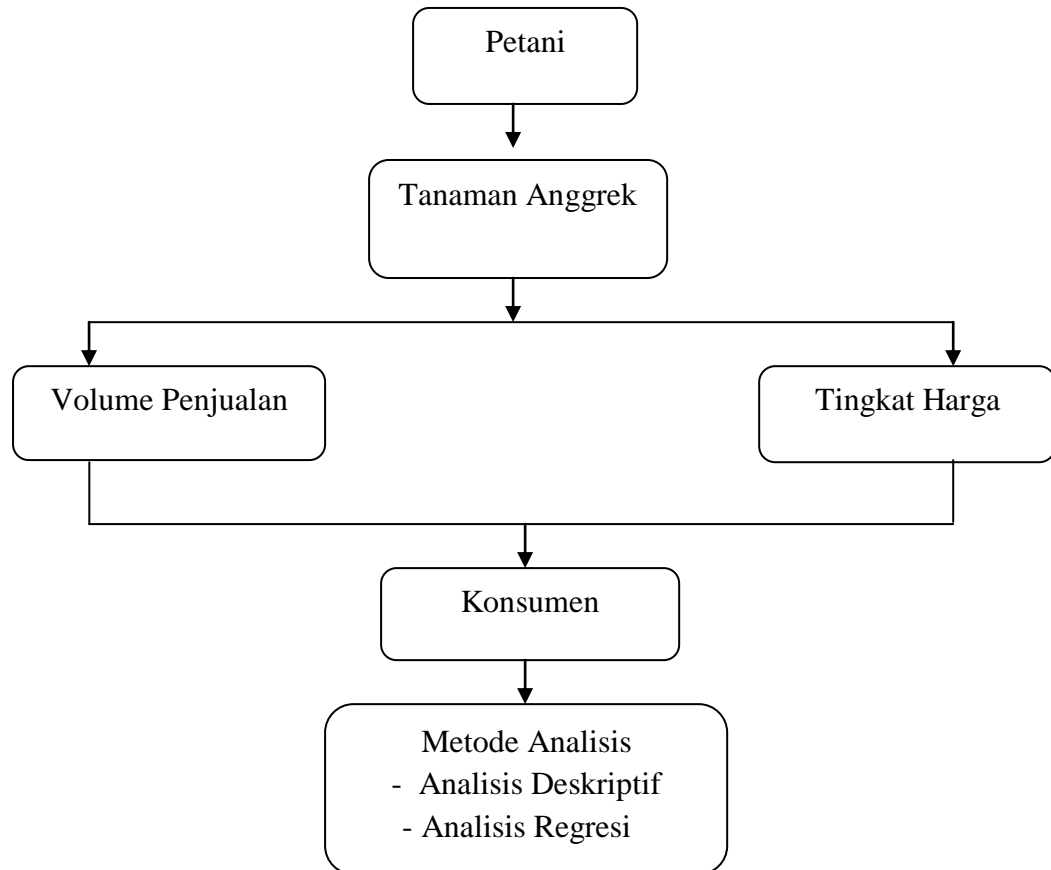 Petani
Tanaman Anggrek
Volume Penjualan
Tingkat Harga
Konsumen
Metode Analisis
- Analisis Deskriptif
- Analisis Regresi